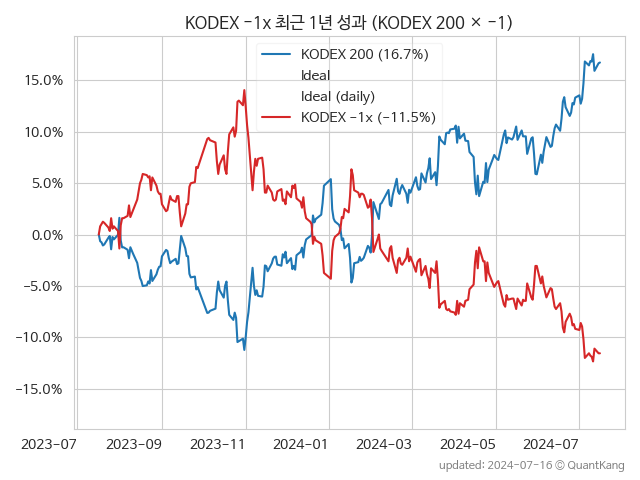 KODEX -1x 최근 1년 성과 (KODEX 200 × -1)
KODEX 200 (16.7%)
Ideal
Ideal (daily)
KODEX -1x (-11.5%)
15.0%
10.0%
5.0%
0.0%
-5.0%
-10.0%
-15.0%
2023-07 2023-09 2023-11 2024-01 2024-03 2024-05 2024-07
updated: 2024-07-16 © QuantKang